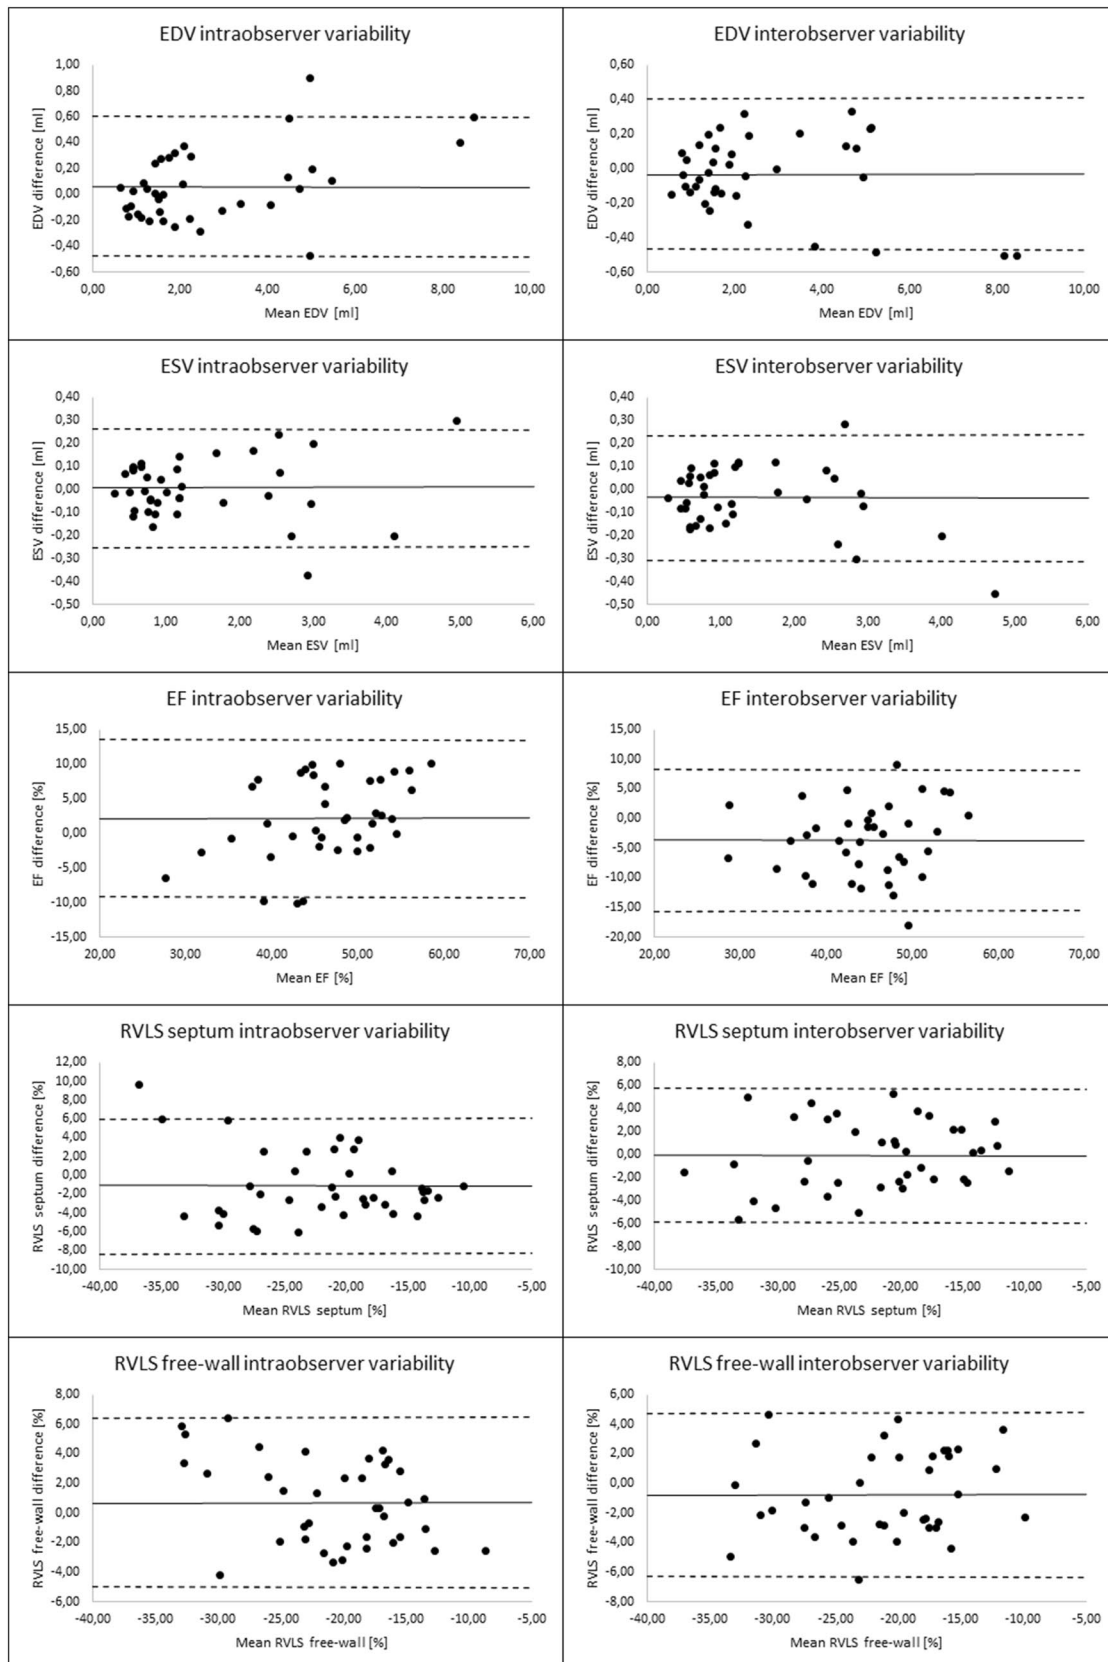 EDV intraobserver variability
EDV difference [ml]
1,00
0,80
0,60
0,40
0,20
0,00
-0,20
-0,40
-0,60
0,00 2,00 4,00 6,00 8,00 10,00
Mean EDV [ml]
EDV interobserver variability
EDV difference [ml]
0,60
0,40
0,20
0,00
-0,20
-0,40
-0,60
0,00 2,00 4,00 6,00 8,00 10,00
Mean EDV [ml]
ESV intraobserver variability
ESV difference [ml]
0,40
0,30
0,20
0,10
0,00
-0,10
-0,20
-0,30
-0,40
-0,50
0,00 1,00 2,00 3,00 4,00 5,00 6,00
Mean ESV [ml]
ESV interobserver variability
ESV difference [ml]
0,40
0,30
0,20
0,10
0,00
-0,10
-0,20
-0,30
-0,40
-0,50
0,00 1,00 2,00 3,00 4,00 5,00 6,00
Mean ESV [ml]
EF intraobserver variability
EF difference [%]
15,00
10,00
5,00
0,00
-5,00
-10,00
-15,00
20,00 30,00 40,00 50,00 60,00 70,00
Mean EF [%]
EF interobserver variability
EF difference [%]
15,00
10,00
5,00
0,00
-5,00
-10,00
-15,00
-20,00
20,00 30,00 40,00 50,00 60,00 70,00
Mean EF [%]
RVLS septum intraobserver variability
RVLS septum difference [%]
12,00
10,00
8,00
6,00
4,00
2,00
0,00
-2,00
-4,00
-6,00
-8,00
-10,00
-40,00 -35,00 -30,00 -25,00 -20,00 -15,00 -10,00 -5,00
Mean RVLS septum [%]
RVLS septum interobserver variability
RVLS septum difference [%]
8,00
6,00
4,00
2,00
0,00
-2,00
-4,00
-6,00
-8,00
-10,00
-40,00 -35,00 -30,00 -25,00 -20,00 -15,00 -10,00 -5,00
Mean RVLS septum [%]
RVLS free-wall intraobserver variability
RVLS free-wall difference [%]
8,00
6,00
4,00
2,00
0,00
-2,00
-4,00
-6,00
-40,00 -35,00 -30,00 -25,00 -20,00 -15,00 -10,00 -5,00
Mean RVLS free-wall [%]
RVLS free-wall interobserver variability
RVLS free-wall difference [%]
6,00
4,00
2,00
0,00
-2,00
-4,00
-6,00
-8,00
-40,00 -35,00 -30,00 -25,00 -20,00 -15,00 -10,00 -5,00
Mean RVLS free-wall [%]